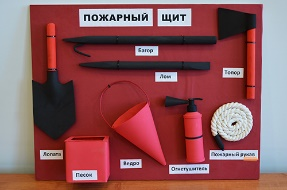 ПОЖАРНЫЙ ЩИТ
Багор
Лом
Топор
Лопата
Песок
Ведро
Огнетушитель
Пожарный рукав